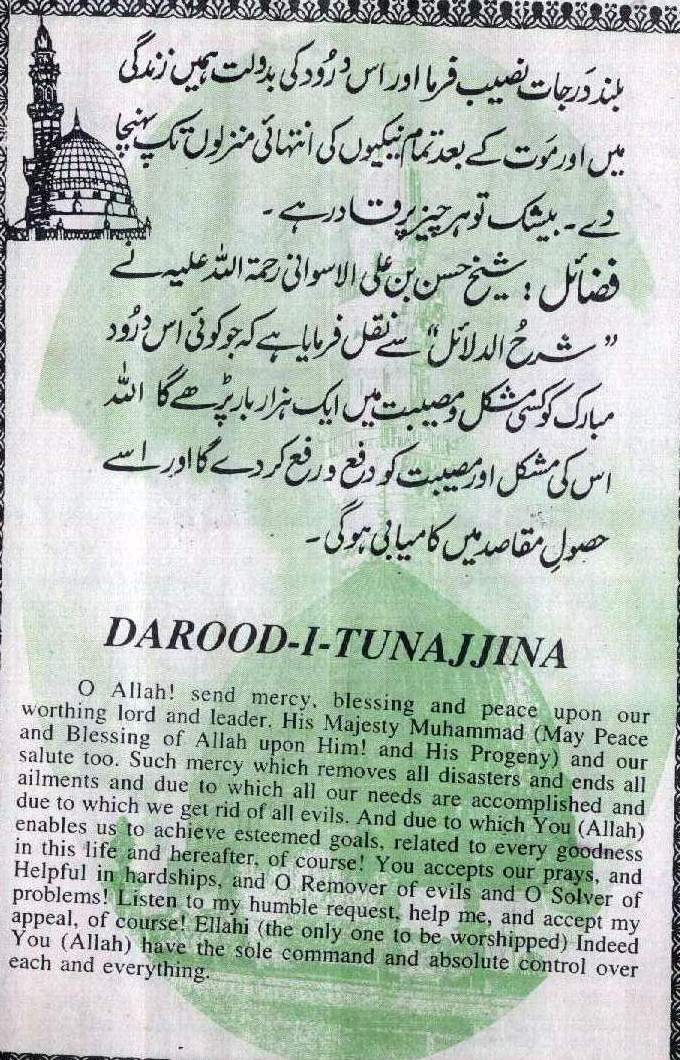 بلند دَرجات نصیب فرما اور اس درُود کی بدولت ہمیں زندگی
میں اور مَوت کے بعد تمام نیکیوں کی انتہائی منزلوں تک پہنچا
دے۔ بیشک تو ہر چیز پر قادر ہے۔
فضائل : شیخ حسن بن علی الاسوانی رحمۃ اللہ علیہ نے
”شرحُ الدلائل“ سے نقل فرمایا ہے کہ جو کوئی اس درُود
مبارک کو کسی مشکل و مصیبت میں ایک ہزار بار پڑھے گا اللہ
اس کی مشکل اور مصیبت کو دفع و رفع کر دے گا اور اسے
حصولِ مقاصد میں کامیابی ہوگی۔
DAROOD-I-TUNAJJINA
O Allah! send mercy, blessing and peace upon our
worthing lord and leader. His Majesty Muhammad (May Peace
and Blessing of Allah upon Him! and His Progeny) and our
salute too. Such mercy which removes all disasters and ends all
ailments and due to which all our needs are accomplished and
due to which we get rid of all evils. And due to which You (Allah)
enables us to achieve esteemed goals, related to every goodness
in this life and hereafter, of course! You accepts our prays, and
Helpful in hardships, and O Remover of evils and O Solver of
problems! Listen to my humble request, help me, and accept my
appeal, of course! Ellahi (the only one to be worshipped) Indeed
You (Allah) have the sole command and absolute control over
each and everything.